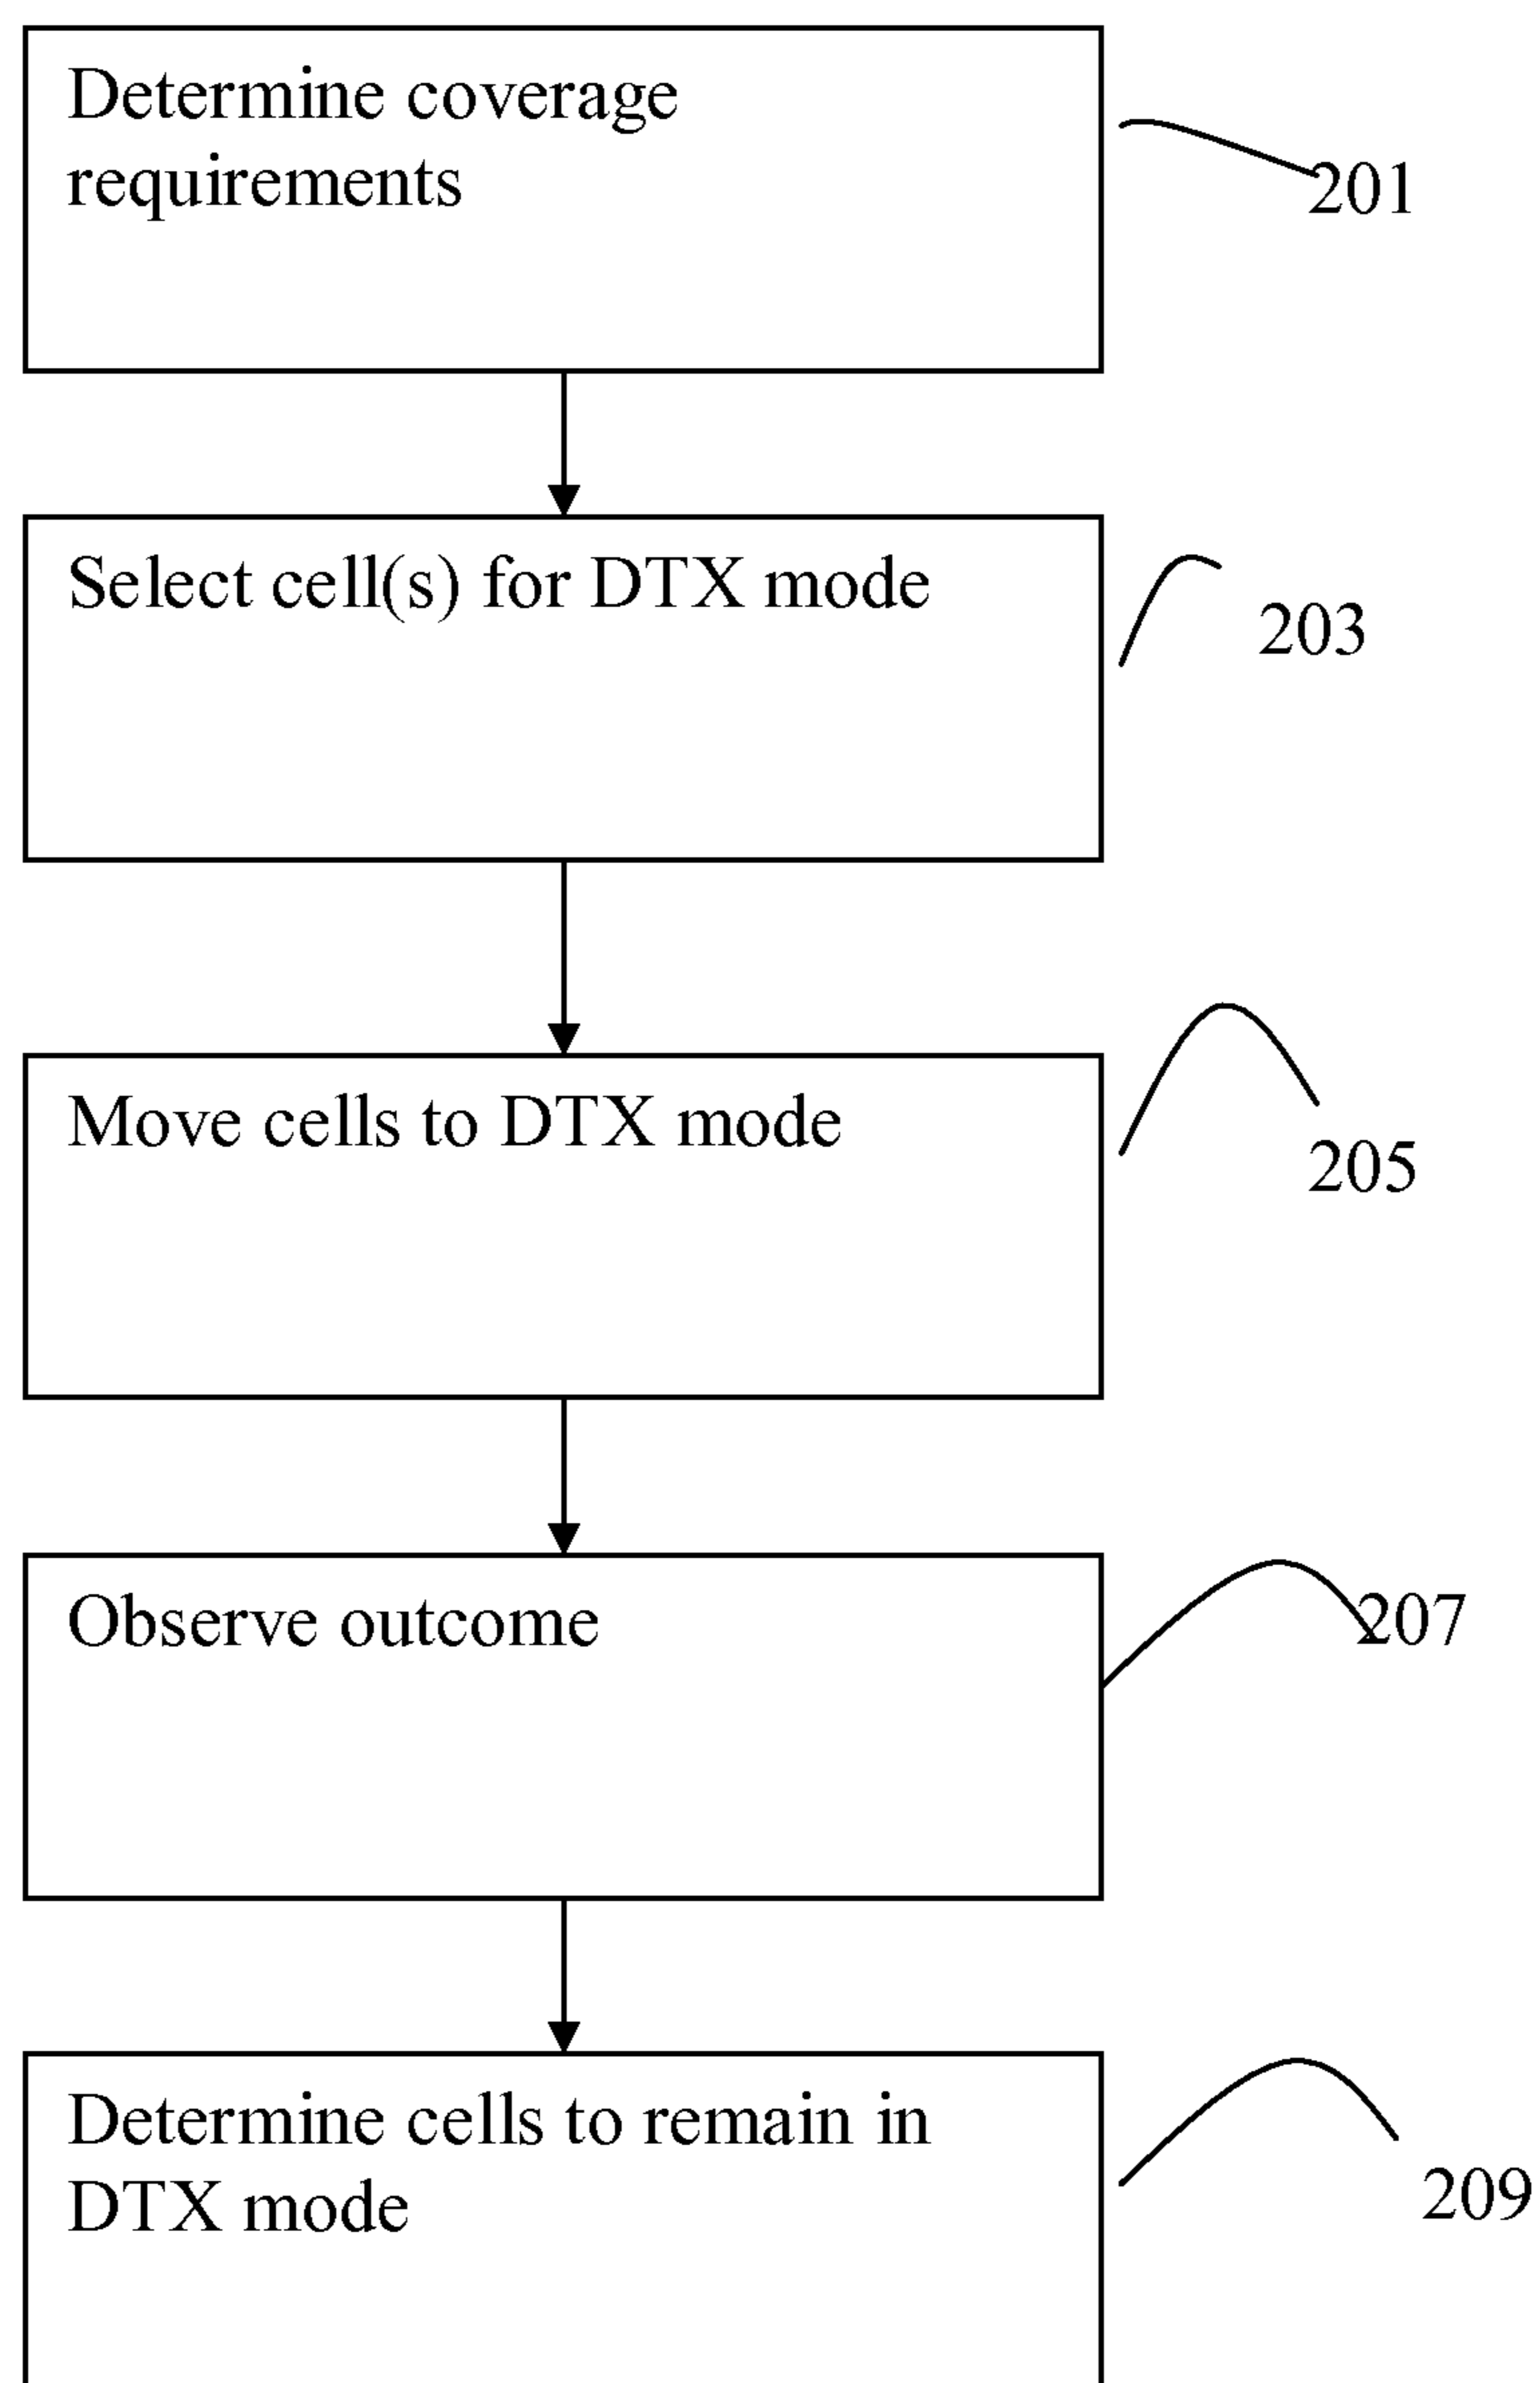 Determine coverage
requirements
201
Select cell(s) for DTX mode
203
Move cells to DTX mode
205
Observe outcome
207
Determine cells to remain in
DTX mode
209